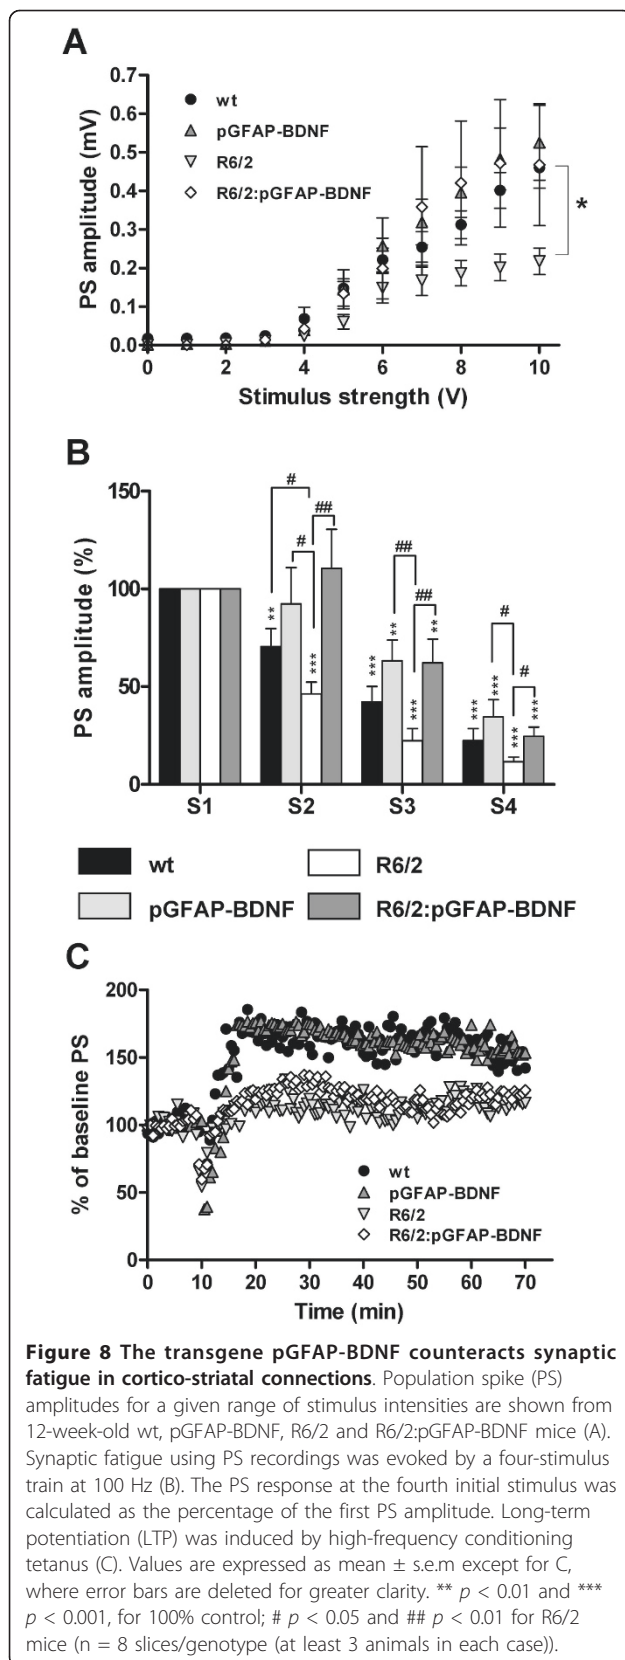 A
0.7
0.6
0.5
0.4
0.3
0.2
0.1
0.0
PS amplitude (mV)
wt
pGFAP-BDNF
R6/2
R6/2:pGFAP-BDNF
*
0 2 4 6 8 10
Stimulus strength (V)
B
150
100
50
0
PS amplitude (%)
# # ##
** ***
## ##
*** ** *** **
# #
*** *** *** ***
S1 S2 S3 S4
wt R6/2
pGFAP-BDNF R6/2:pGFAP-BDNF
C
200
150
100
50
0
% of baseline PS
wt
pGFAP-BDNF
R6/2
R6/2:pGFAP-BDNF
0 10 20 30 40 50 60 70
Time (min)
Figure 8 The transgene pGFAP-BDNF counteracts synaptic
fatigue in cortico-striatal connections. Population spike (PS)
amplitudes for a given range of stimulus intensities are shown from
12-week-old wt, pGFAP-BDNF, R6/2 and R6/2:pGFAP-BDNF mice (A).
Synaptic fatigue using PS recordings was evoked by a four-stimulus
train at 100 Hz (B). The PS response at the fourth initial stimulus was
calculated as the percentage of the first PS amplitude. Long-term
potentiation (LTP) was induced by high-frequency conditioning
tetanus (C). Values are expressed as mean ± s.e.m except for C,
where error bars are deleted for greater clarity. ** p < 0.01 and ***
p < 0.001, for 100% control; # p < 0.05 and ## p < 0.01 for R6/2
mice (n = 8 slices/genotype (at least 3 animals in each case)).